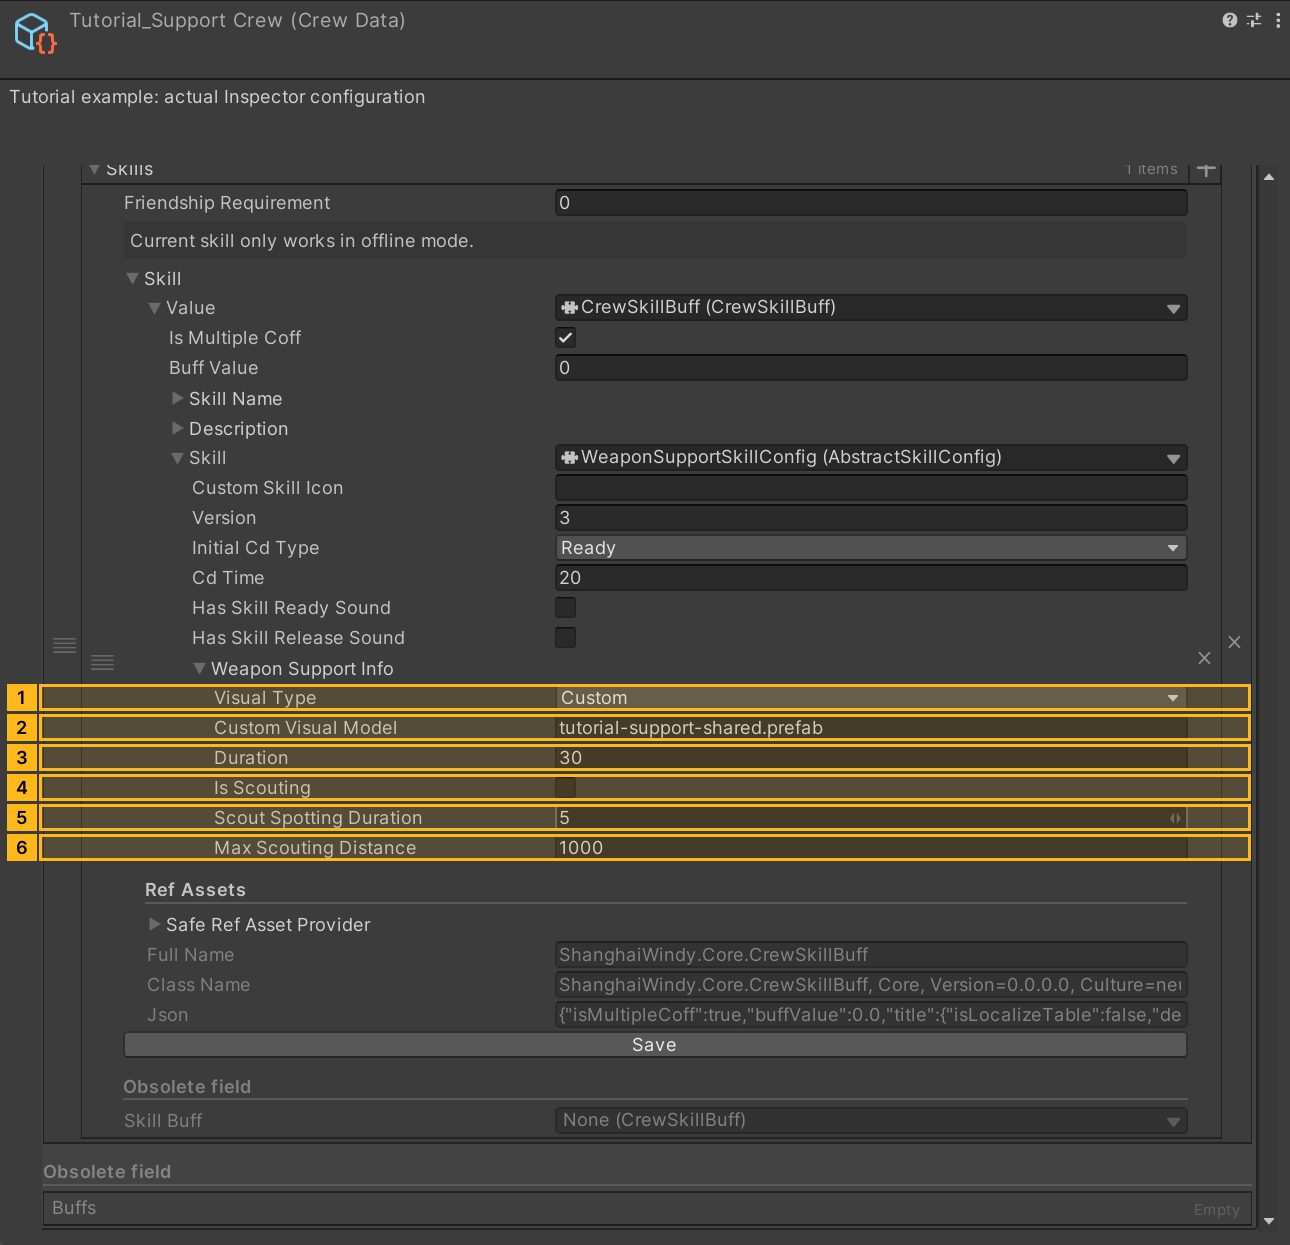 Tutorial_Support Crew (Crew Data)
Tutorial example: actual Inspector configuration
Skills 1 items
Friendship Requirement 0
Current skill only works in offline mode.
Skill
Value CrewSkillBuff (CrewSkillBuff)
Is Multiple Coff
Buff Value 0
Skill Name
Description
Skill WeaponSupportSkillConfig (AbstractSkillConfig)
Custom Skill Icon
Version 3
Initial Cd Type Ready
Cd Time 20
Has Skill Ready Sound
Has Skill Release Sound
Weapon Support Info
1 Visual Type Custom
2 Custom Visual Model tutorial-support-shared.prefab
3 Duration 30
4 Is Scouting
5 Scout Spotting Duration 5
6 Max Scouting Distance 1000
Ref Assets
Safe Ref Asset Provider
Full Name ShanghaiWindy.Core.CrewSkillBuff
Class Name ShanghaiWindy.Core.CrewSkillBuff, Core, Version=0.0.0.0, Culture=neu
Json {"isMultipleCoff":true,"buffValue":0.0,"title":{"isLocalizeTable":false,"de
Save
Obsolete field
Skill Buff None (CrewSkillBuff)
Obsolete field
Buffs Empty